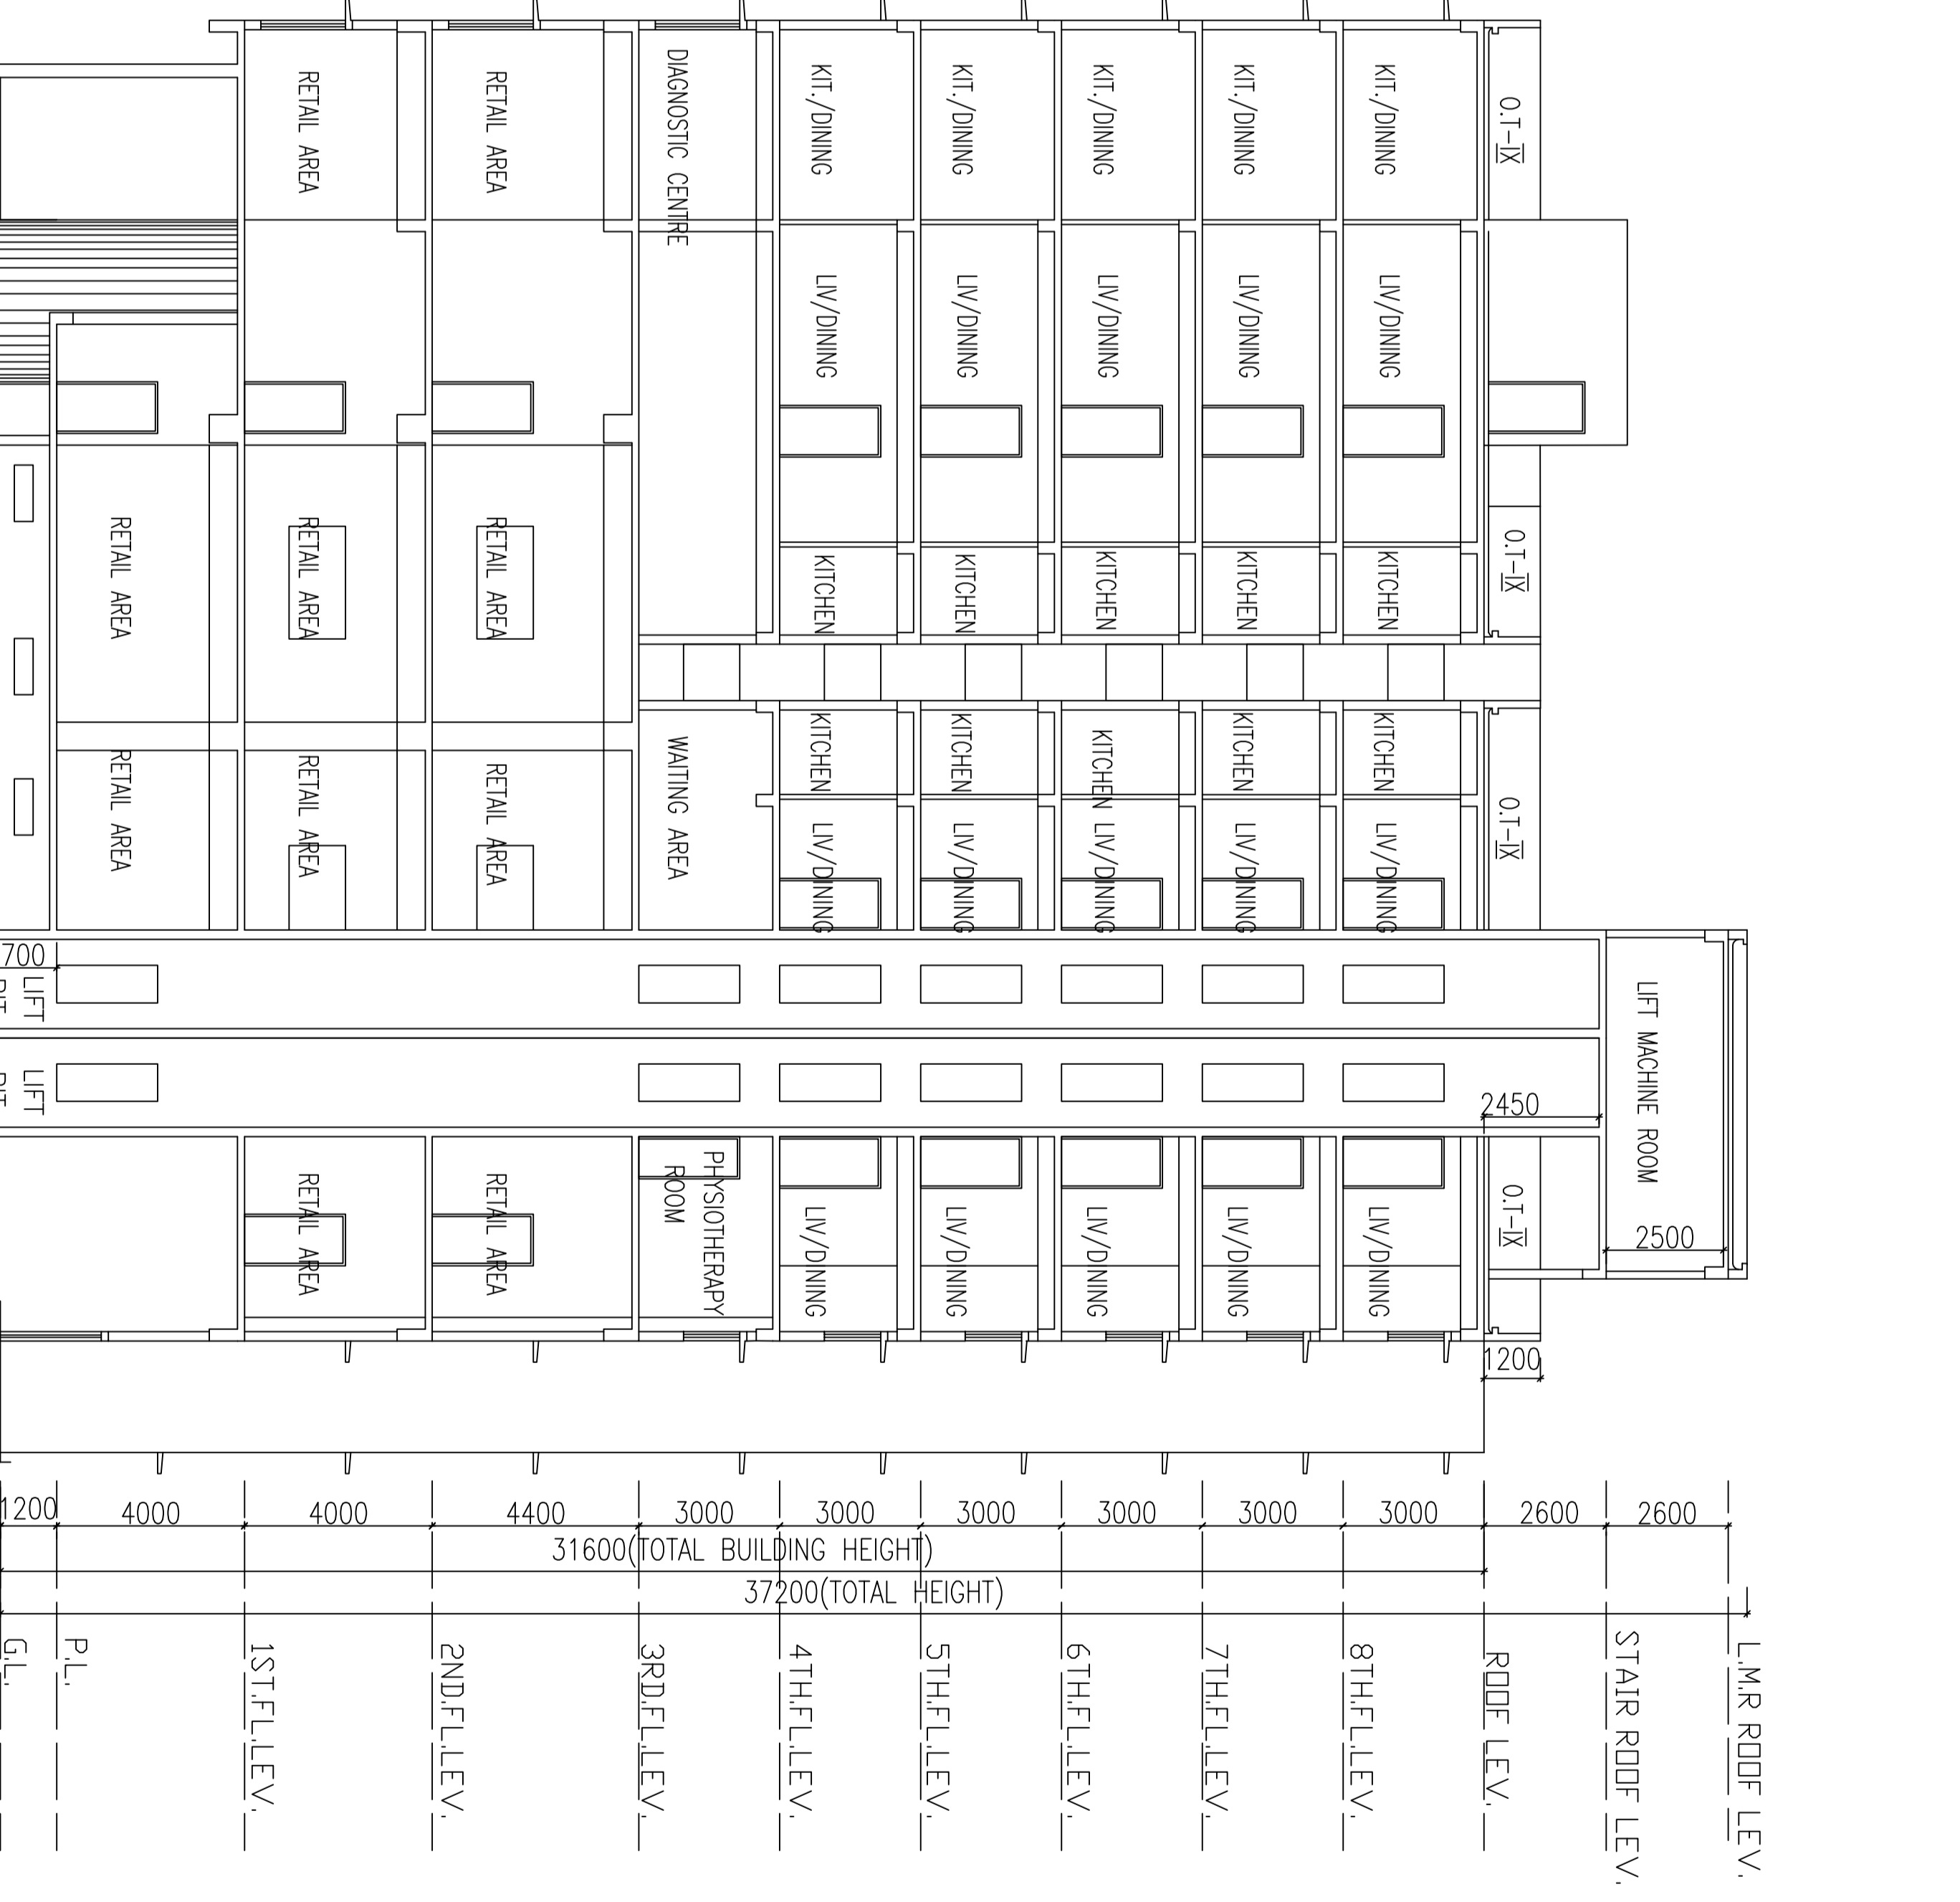 L.M.R ROOF LEV.
LIFT MACHINE ROOM
2500
2600
STAIR ROOF LEV.
O.T-IX
O.T-IX
O.T-IX
O.T-IX
2450
1200
2600
ROOF LEV.
KIT./DINING
LIV/DINING
KITCHEN
KITCHEN
LIV/DINING
LIV/DINING
3000
8TH.FL.LEV.
KIT./DINING
LIV/DINING
KITCHEN
KITCHEN
LIV/DINING
LIV/DINING
3000
7TH.FL.LEV.
KIT./DINING
LIV/DINING
KITCHEN
KITCHEN
LIV/DINING
LIV/DINING
3000
6TH.FL.LEV.
KIT./DINING
LIV/DINING
KITCHEN
KITCHEN
LIV/DINING
LIV/DINING
3000
5TH.FL.LEV.
KIT./DINING
LIV/DINING
KITCHEN
KITCHEN
LIV/DINING
LIV/DINING
3000
4TH.FL.LEV.
DIAGNOSTIC CENTRE
WAITING AREA
PHYSIOTHERAPY
ROOM
3000
3RD.FL.LEV.
RETAIL AREA
RETAIL AREA
RETAIL AREA
RETAIL AREA
4400
2ND.FL.LEV.
RETAIL AREA
RETAIL AREA
RETAIL AREA
RETAIL AREA
4000
1ST.FL.LEV.
RETAIL AREA
RETAIL AREA
4000
P.L.
700
LIFT
PIT
LIFT
PIT
1200
G.L.
31600(TOTAL BUILDING HEIGHT)
37200(TOTAL HEIGHT)